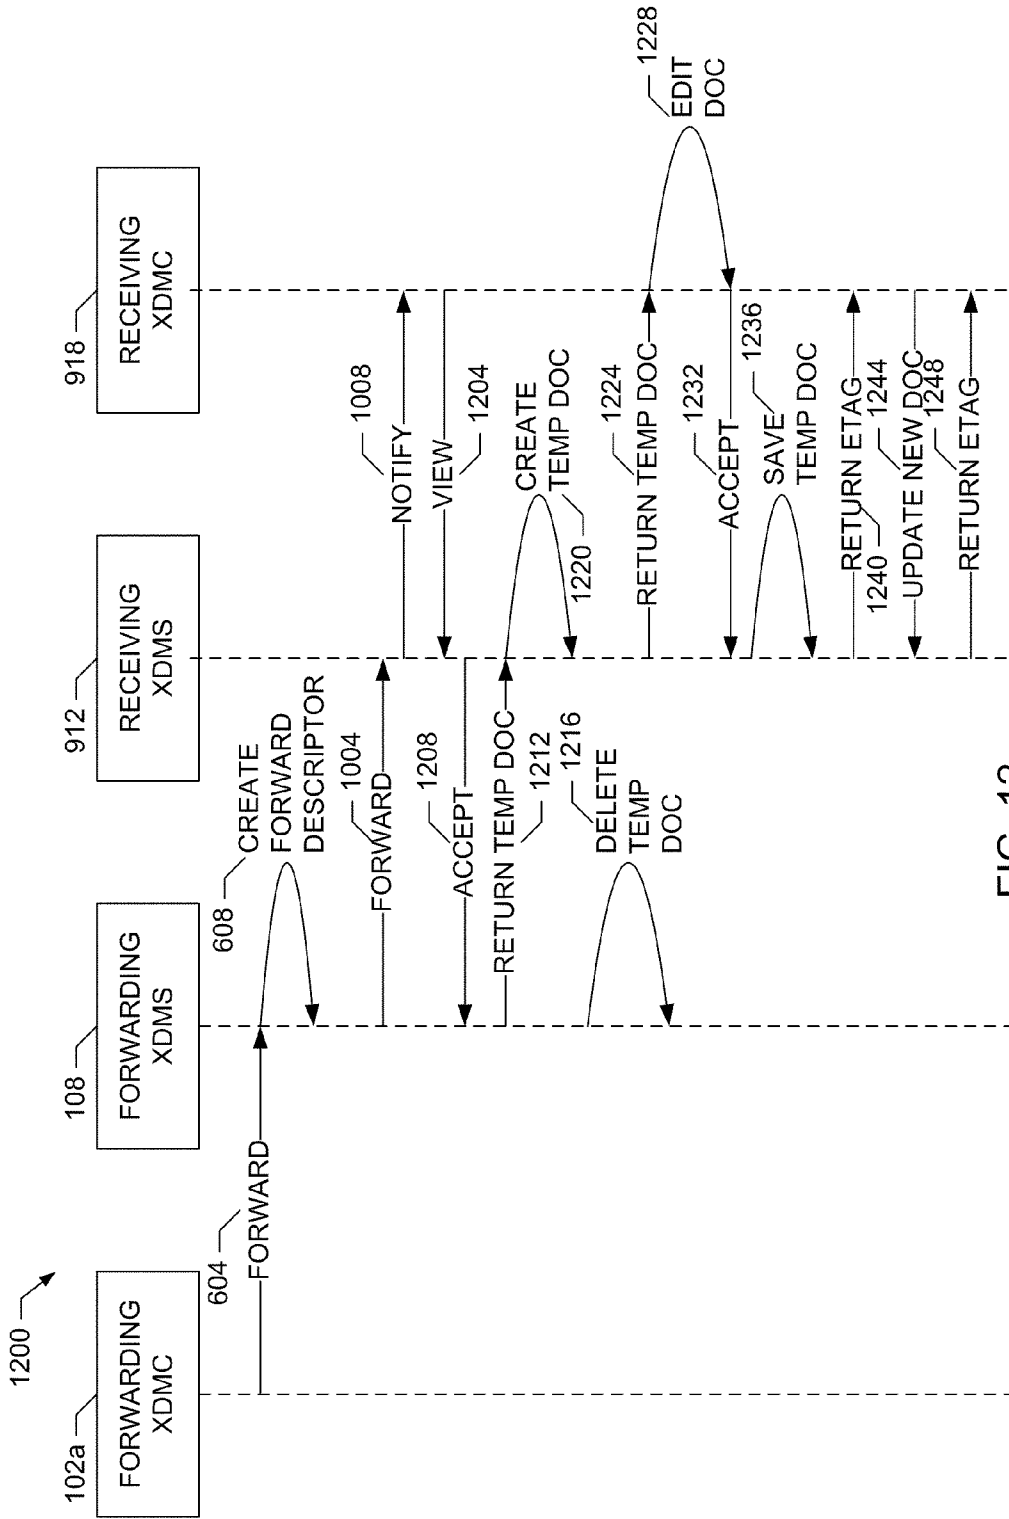 1200
102a
FORWARDING
XDMC
108
FORWARDING
XDMS
912
RECEIVING
XDMS
918
RECEIVING
XDMC
604
FORWARD
608
CREATE
FORWARD
DESCRIPTOR
1004
FORWARD
1008
NOTIFY
VIEW
1204
1208
ACCEPT
RETURN TEMP DOC
1212
CREATE
TEMP DOC
1220
1216
DELETE
TEMP
DOC
1224
RETURN TEMP DOC
1228
EDIT
DOC
1232
ACCEPT
1236
SAVE
TEMP DOC
RETURN ETAG
1240
1244
UPDATE NEW DOC
1248
RETURN ETAG